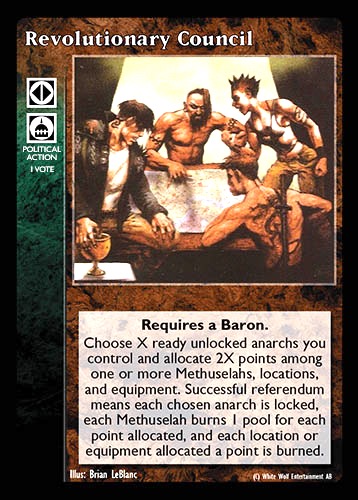 Revolutionary Council
POLITICAL
ACTION
1 VOTE
Requires a Baron.
Choose X ready unlocked anarchs you
control and allocate 2X points among
one or more Methuselahs, locations,
and equipment. Successful referendum
means each chosen anarch is locked,
each Methuselah burns 1 pool for each
point allocated, and each location or
equipment allocated a point is burned.
Illus: Brian LeBlanc
(C) White Wolf Entertainment AB